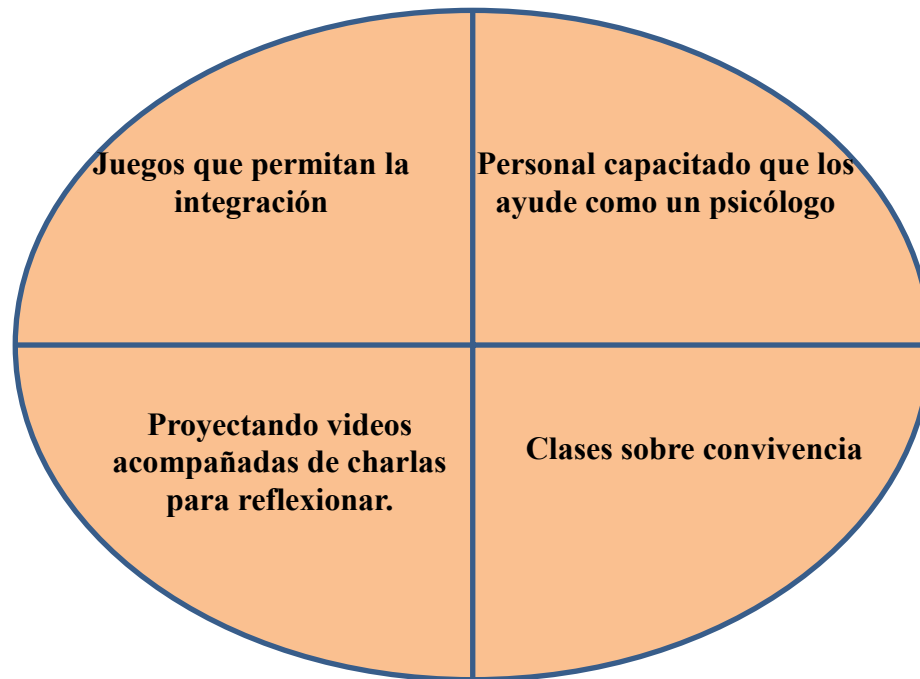 Juegos que permitan la
integración
Personal capacitado que los
ayude como un psicólogo
Proyectando videos
acompañadas de charlas
para reflexionar.
Clases sobre convivencia